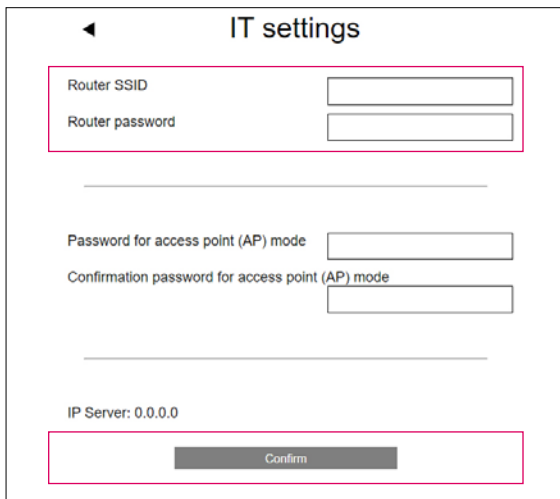 IT settings
Router SSID
Router password
Password for access point (AP) mode
Confirmation password for access point (AP) mode
IP Server: 0.0.0.0
Confirm